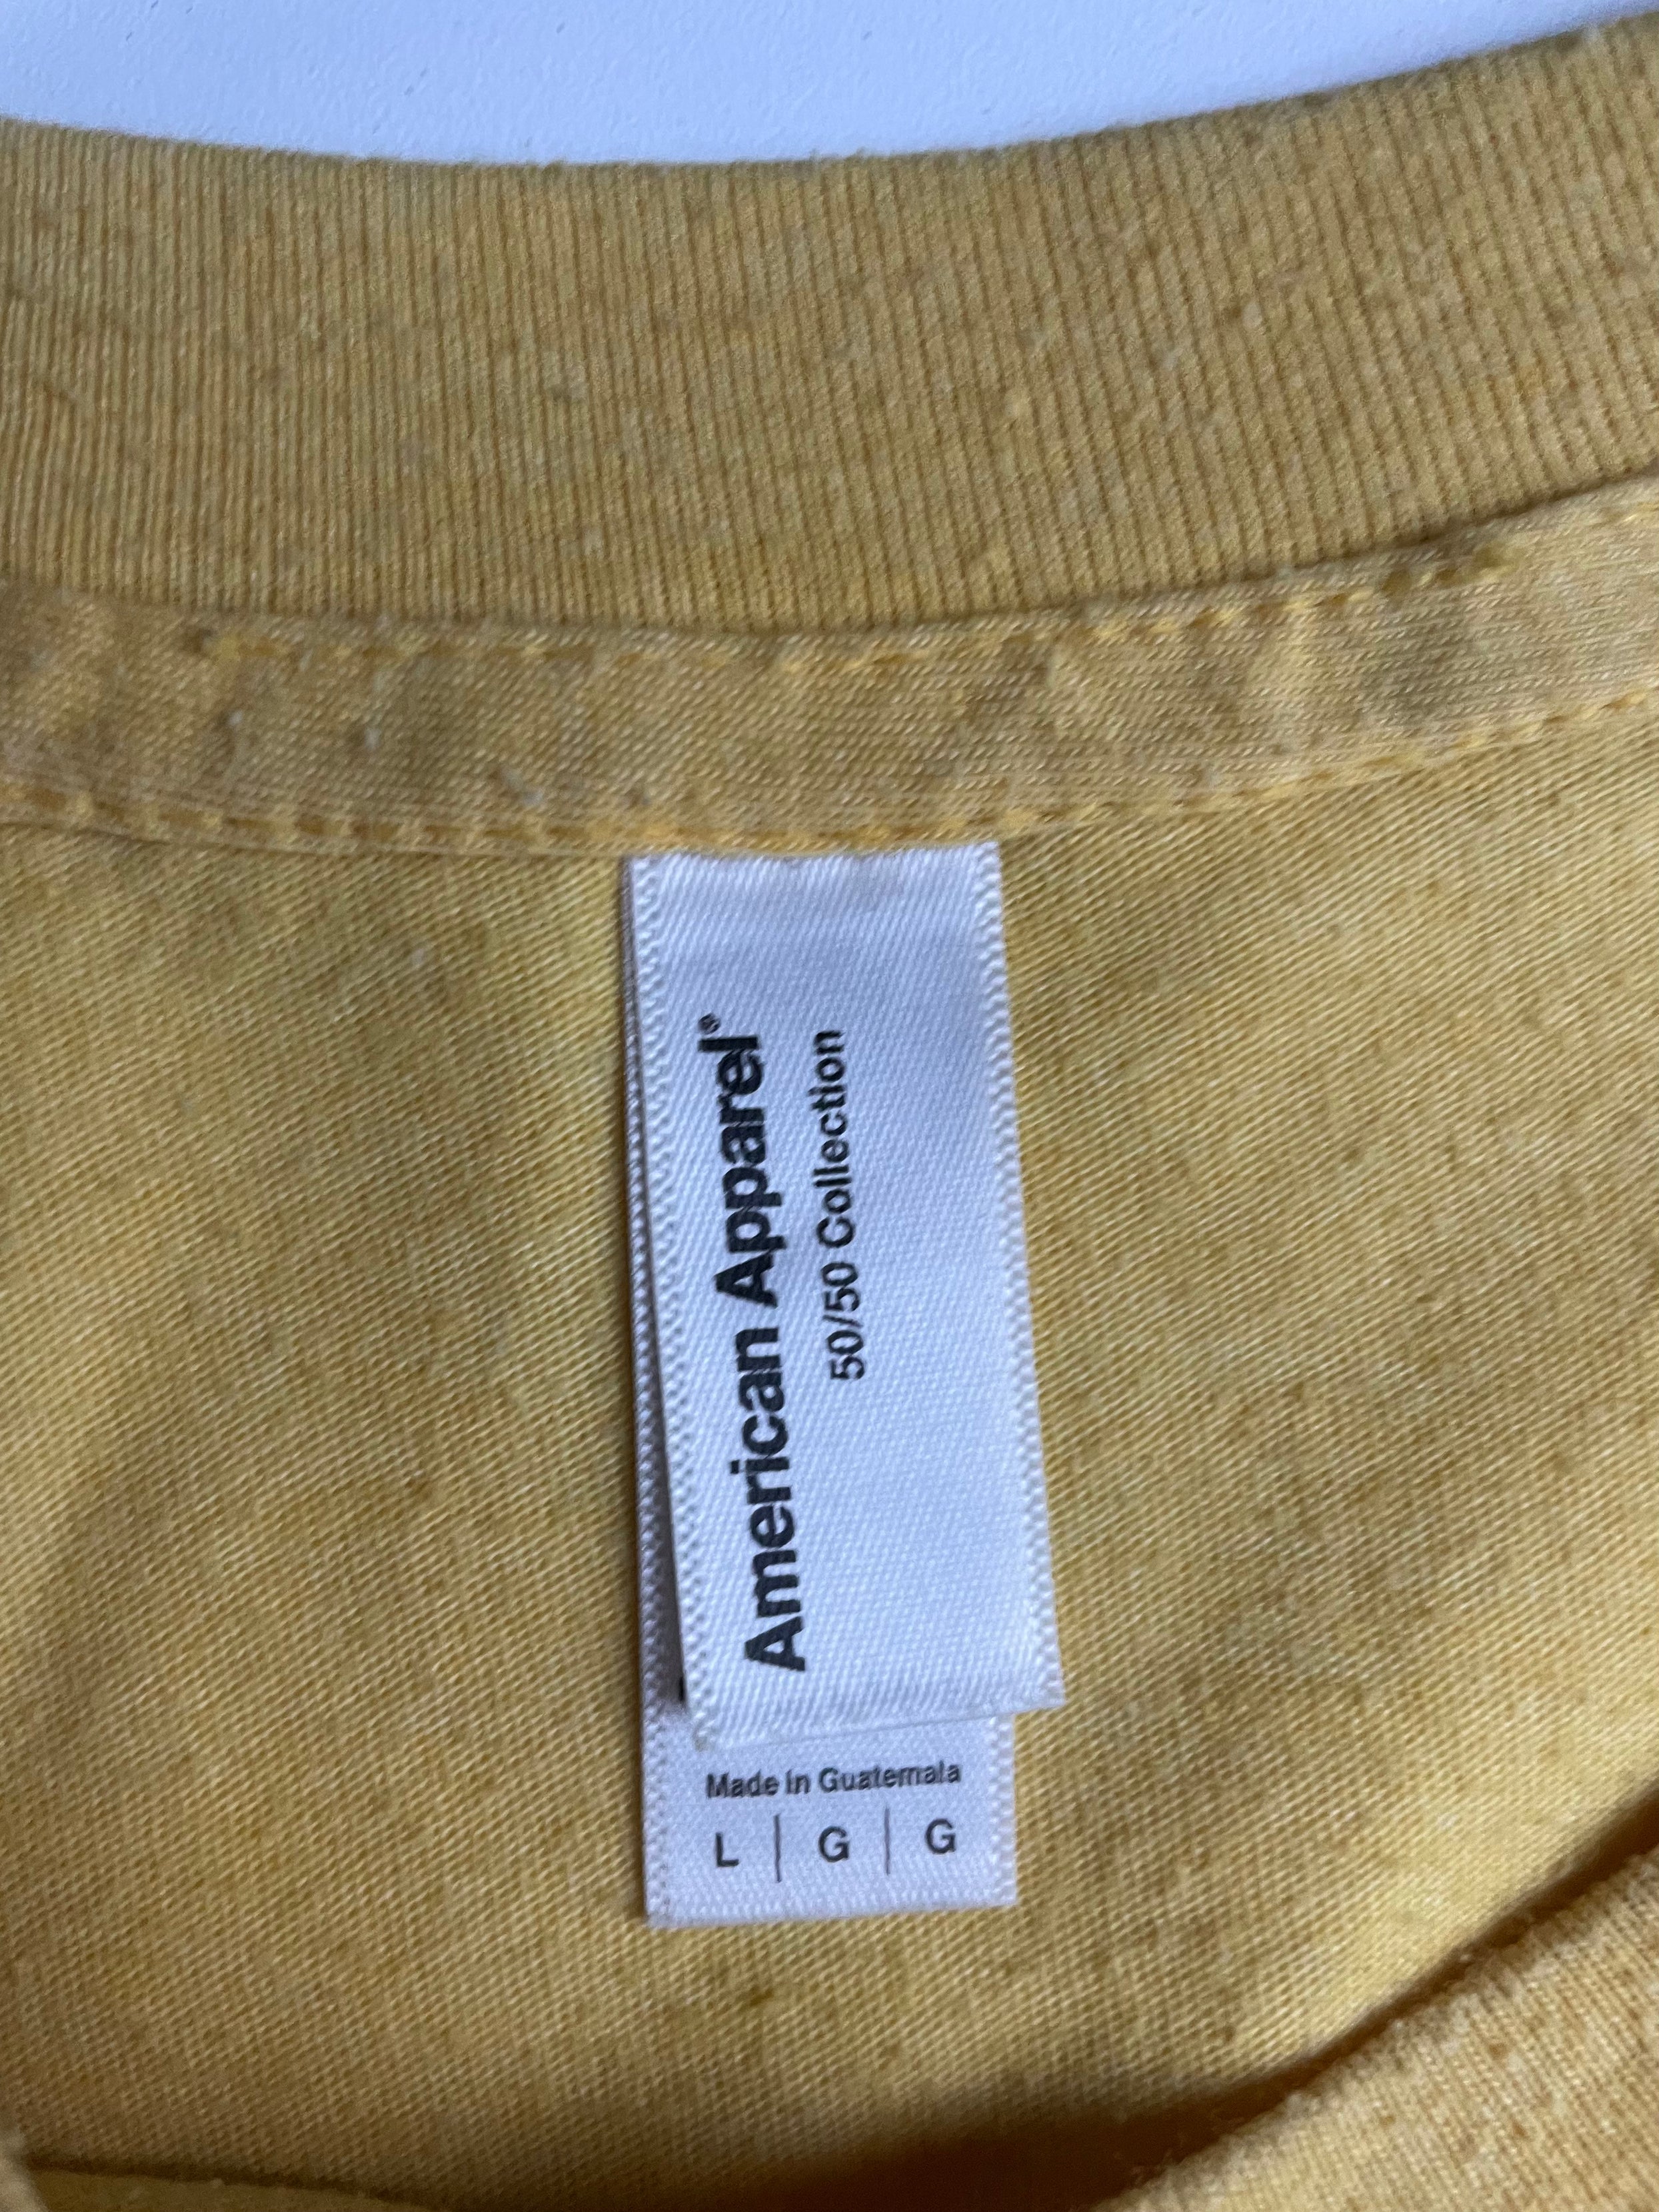 American Apparel®
50/50 Collection
Made in Guatemala
L | G | G